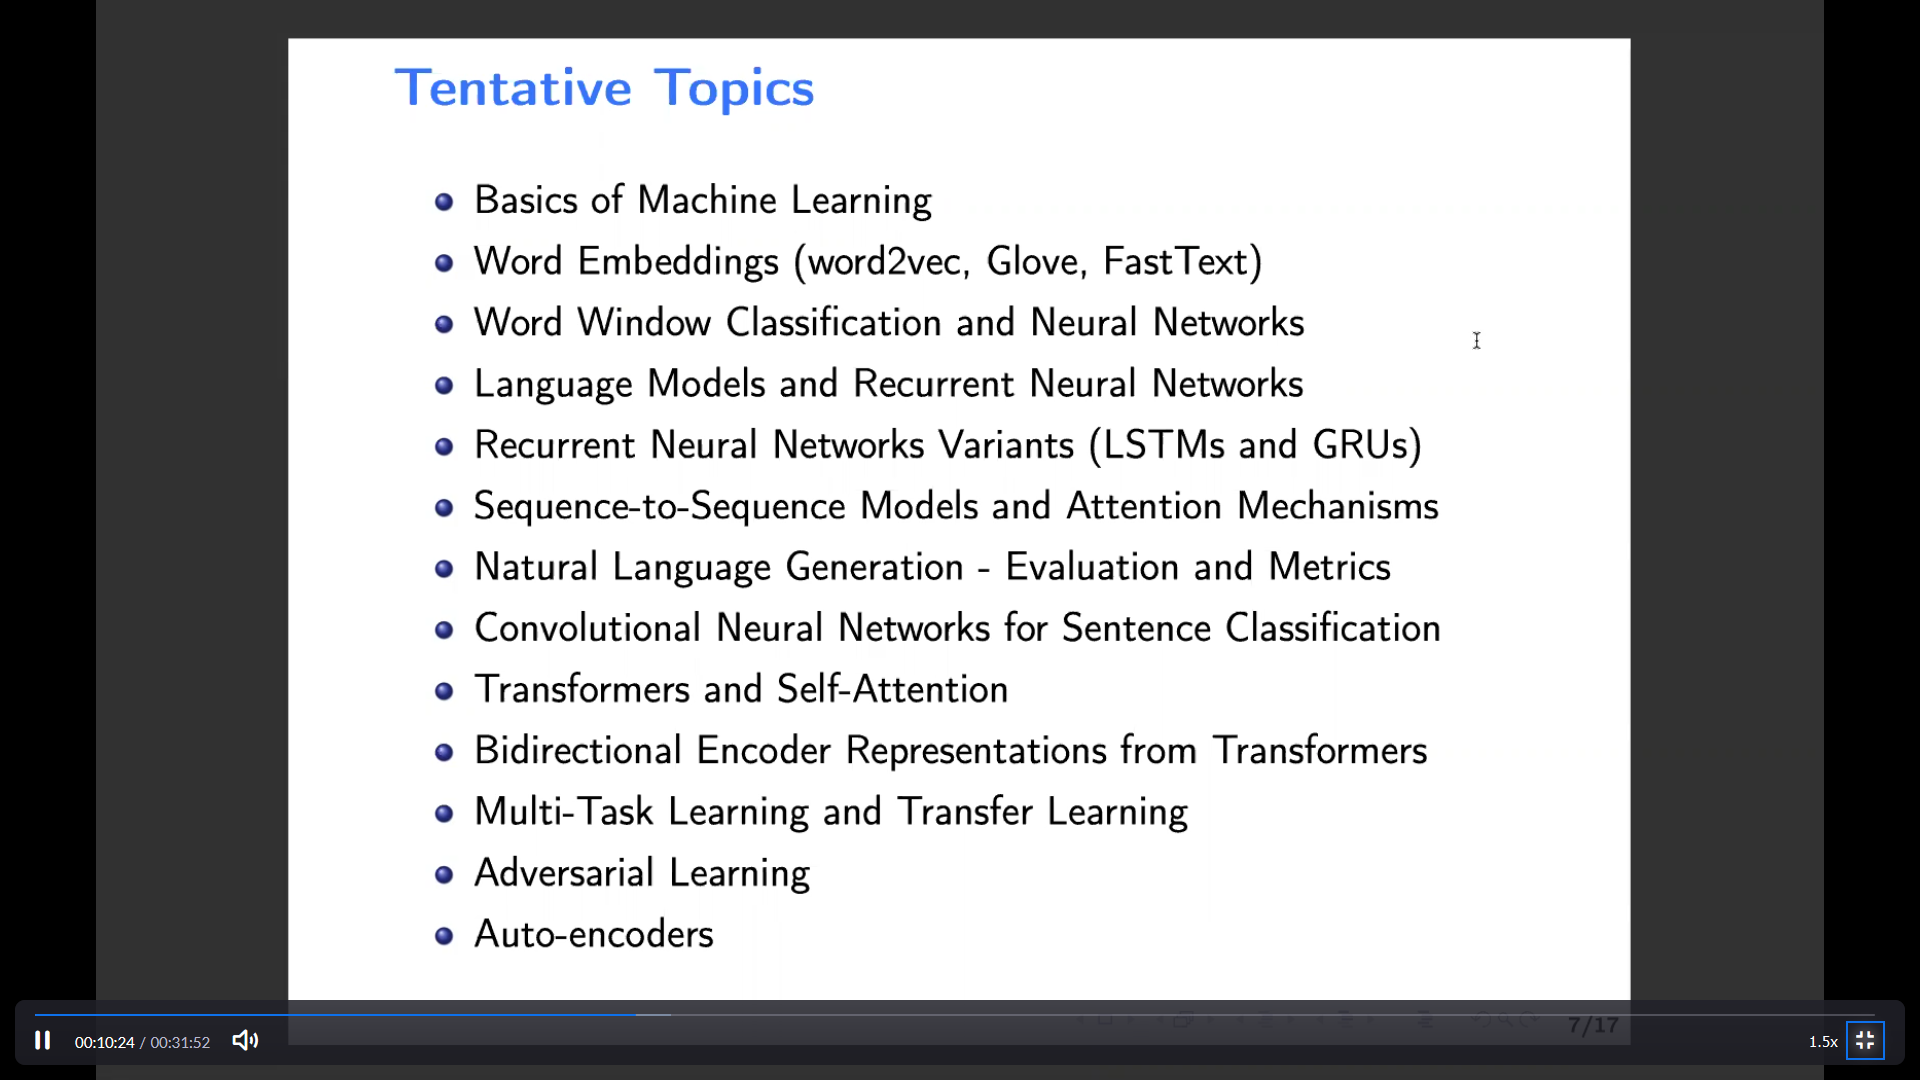 Tentative Topics
Basics of Machine Learning
Word Embeddings (word2vec, Glove, FastText)
Word Window Classification and Neural Networks
Language Models and Recurrent Neural Networks
Recurrent Neural Networks Variants (LSTMs and GRUs)
Sequence-to-Sequence Models and Attention Mechanisms
Natural Language Generation - Evaluation and Metrics
Convolutional Neural Networks for Sentence Classification
Transformers and Self-Attention
Bidirectional Encoder Representations from Transformers
Multi-Task Learning and Transfer Learning
Adversarial Learning
Auto-encoders
7/17
00:10:24 / 00:31:52
1.5x